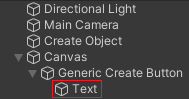 Directional Light
Main Camera
Create Object
Canvas
Generic Create Button
Text